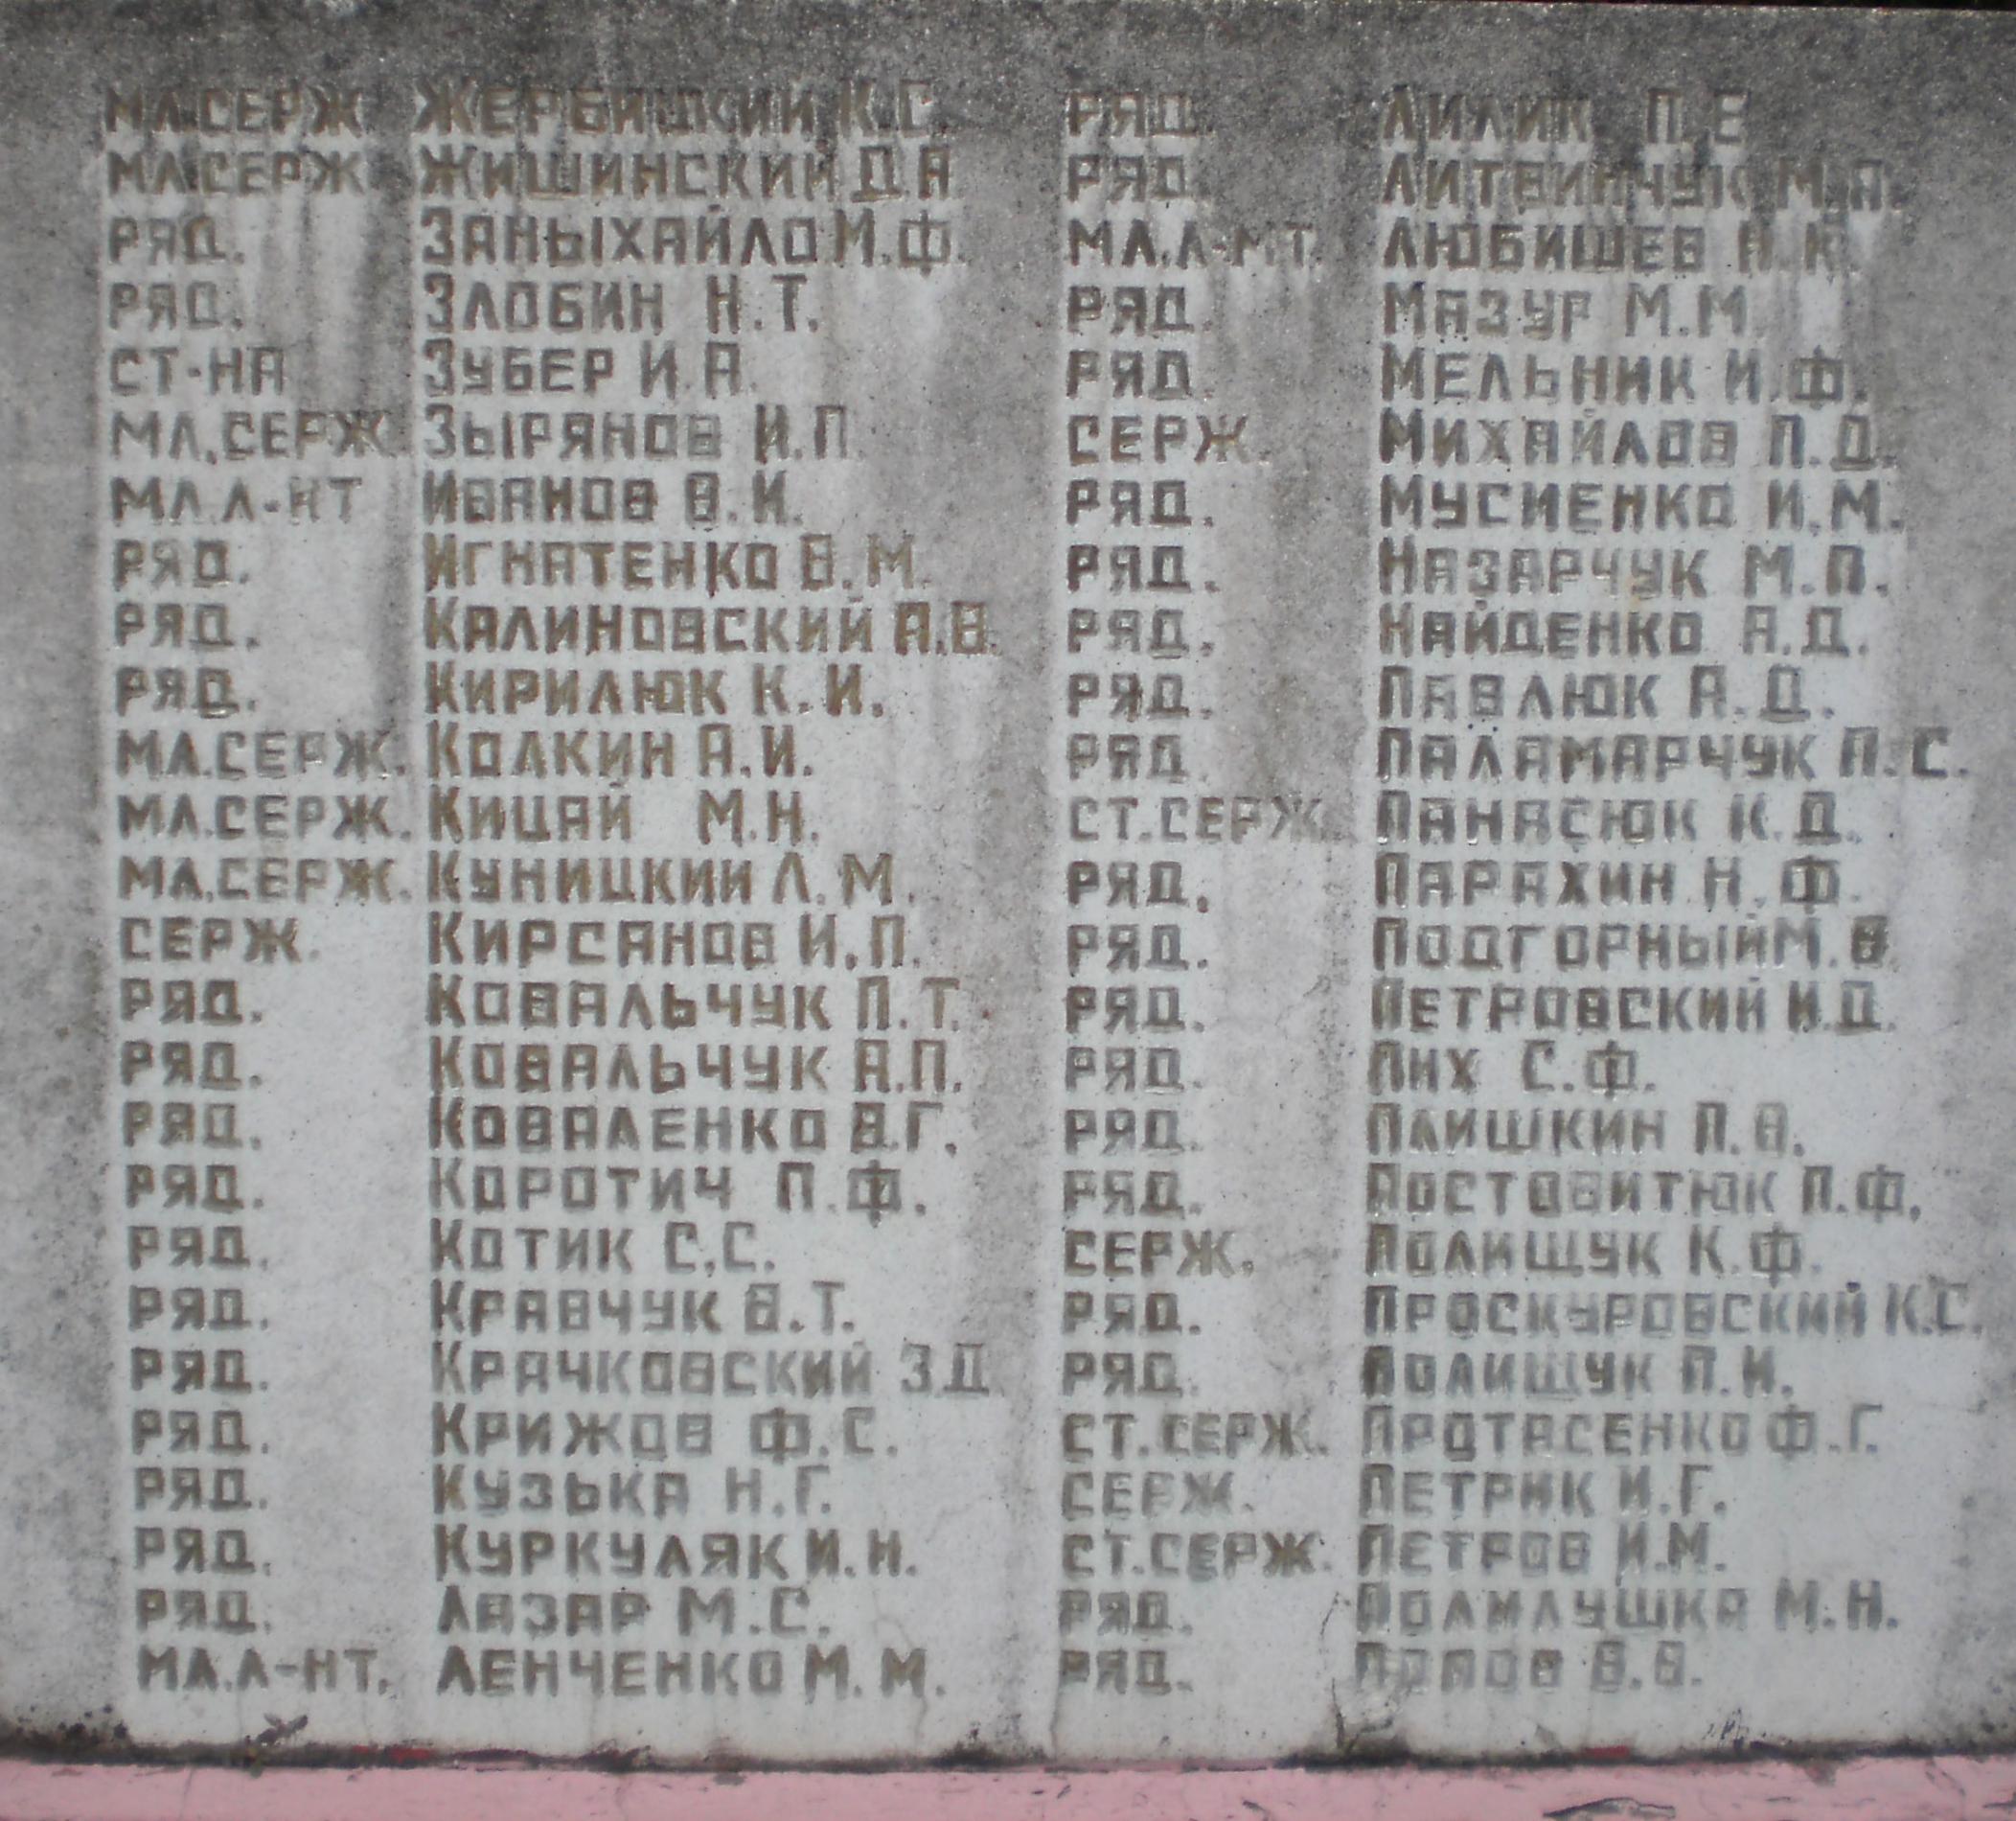 МЛ.СЕРЖ ЖЕРБИЦКИЙ К.С.
МЛ.СЕРЖ ЖИШИНСКИЙ Д.А
РЯД. ЗАНЫХАЙЛО М.Ф.
РЯД. ЗЛОБИН Н.Т.
СТ-НА ЗУБЕР И.А.
МЛ.СЕРЖ. ЗЫРЯНОВ И.П.
МЛ.Л-НТ ИВАНОВ В.И.
РЯД. ИГНАТЕНКО В.М.
РЯД. КАЛИНОВСКИЙ А.В.
РЯД. КИРИЛЮК К.И.
МЛ.СЕРЖ. КОЛКИН А.И.
МЛ.СЕРЖ. КИЦАЙ М.Н.
МЛ.СЕРЖ. КУНИЦКИЙ Л.М.
СЕРЖ. КИРСАНОВ И.П.
РЯД. КОВАЛЬЧУК П.Т.
РЯД. КОВАЛЬЧУК А.П.
РЯД. КОВАЛЕНКО В.Г.
РЯД. КОРОТИЧ П.Ф.
РЯД. КОТИК С.С.
РЯД. КРАВЧУК В.Т.
РЯД. КРАЧКОВСКИЙ З.Д
РЯД. КРИЖОВ Ф.С.
РЯД. КУЗЬКА Н.Г.
РЯД. КУРКУЛЯК И.Н.
РЯД. ЛАЗАР М.С.
МЛ.Л-НТ. ЛЕНЧЕНКО М.М.
РЯД. ЛИЛИК П.Е
РЯД. ЛИТВИНЧУК М.А.
МЛ.Л-НТ. ЛЮБИШЕВ
РЯД. МАЗУР М.М.
РЯД. МЕЛЬНИК И.Ф.
СЕРЖ. МИХАЙЛОВ П.Д.
РЯД. МУСИЕНКО И.М.
РЯД. НАЗАРЧУК М.П.
РЯД. НАЙДЕНКО А.Д.
РЯД. ПАВЛЮК А.Д.
РЯД. ПАЛАМАРЧУК П.С.
СТ.СЕРЖ ПАНАСЮК К.Д.
РЯД. ПАРАХИН Н.Ф.
РЯД. ПОДГОРНЫЙ М.В
РЯД. ПЕТРОВСКИЙ И.Д.
РЯД. ПНХ С.Ф.
РЯД. ПЛИШКИН П.В.
РЯД. ПОСТОВИТЮК П.Ф.
СЕРЖ. ПОЛИЩУК К.Ф.
РЯД. ПРОСКУРОВСКИЙ К.С.
РЯД. ПОЛИЩУК П.И.
СТ.СЕРЖ. ПРОТАСЕНКО Ф.Г.
СЕРЖ. ПЕТРИК И.Г.
СТ.СЕРЖ. ПЕТРОВ И.М.
РЯД. ПОЛИЛУШКА М.Н.
РЯД. ПОПОВ В.В.